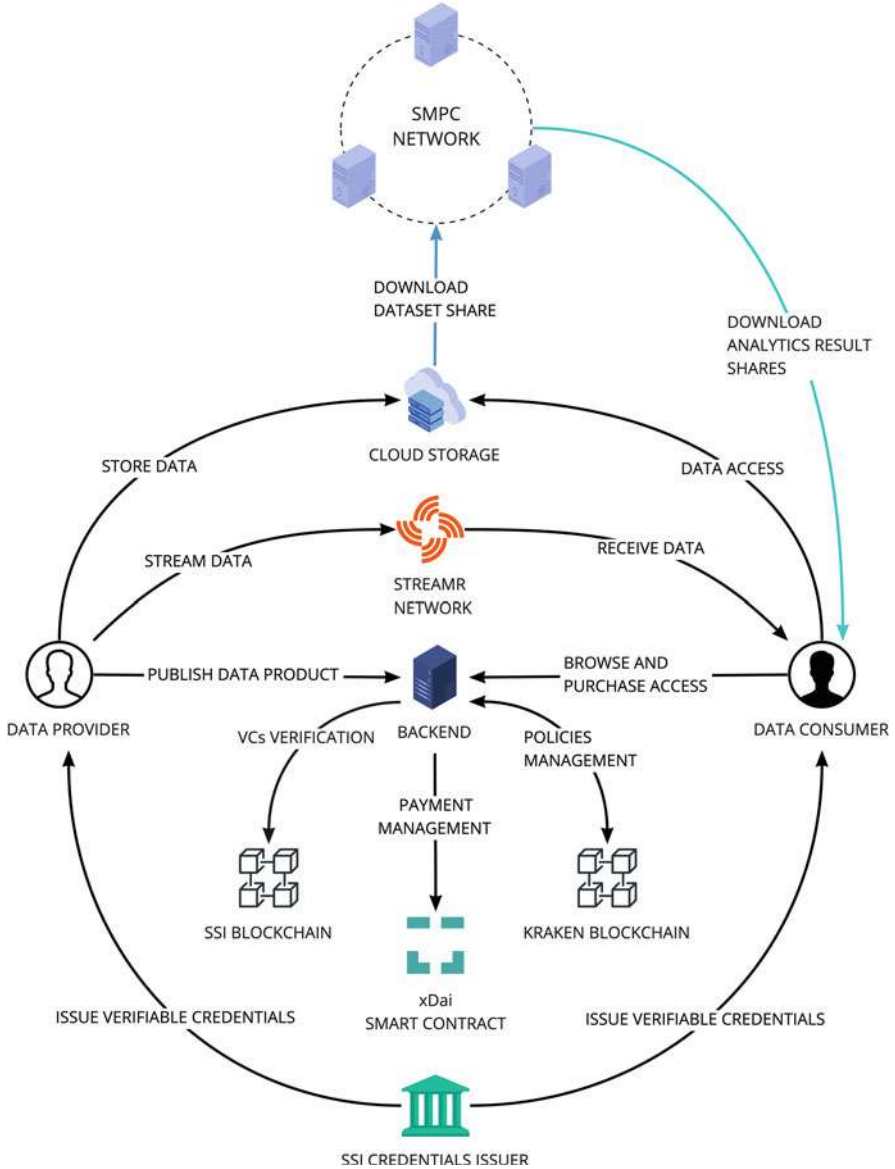 SMPC
NETWORK
DOWNLOAD
DATASET SHARE
DOWNLOAD
ANALYTICS RESULT
SHARES
CLOUD STORAGE
STORE DATA
DATA ACCESS
STREAM DATA
RECEIVE DATA
STREAMR
NETWORK
PUBLISH DATA PRODUCT
BROWSE AND
PURCHASE ACCESS
DATA PROVIDER
BACKEND
DATA CONSUMER
VCs VERIFICATION
POLICIES
MANAGEMENT
PAYMENT
MANAGEMENT
SSI BLOCKCHAIN
KRAKEN BLOCKCHAIN
xDai
SMART CONTRACT
ISSUE VERIFIABLE CREDENTIALS
ISSUE VERIFIABLE CREDENTIALS
SSI CREDENTIALS ISSUER